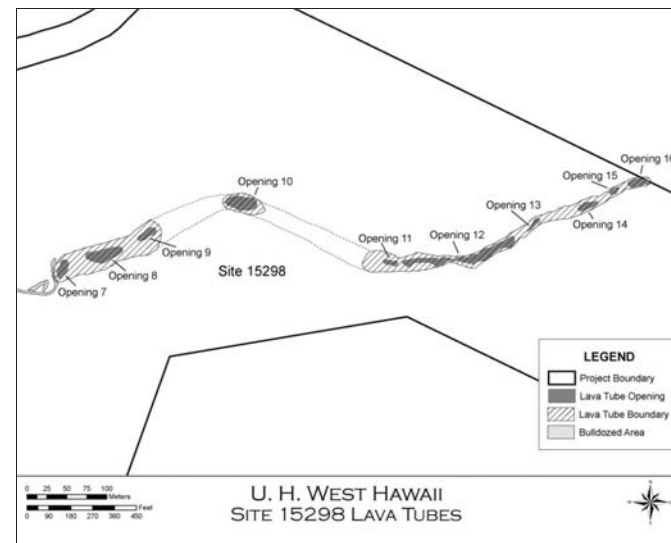 Opening 16
Opening 15
Opening 10
Opening 13
Opening 14
Opening 12
Opening 11
Opening 9
Opening 8
Opening 7
Site 15298
LEGEND
Project Boundary
Lava Tube Opening
Lava Tube Boundary
Bulldozed Area
0 25 50 75 100
Meters
Feet
0 90 180 270 360 450
U. H. WEST HAWAII
SITE 15298 LAVA TUBES